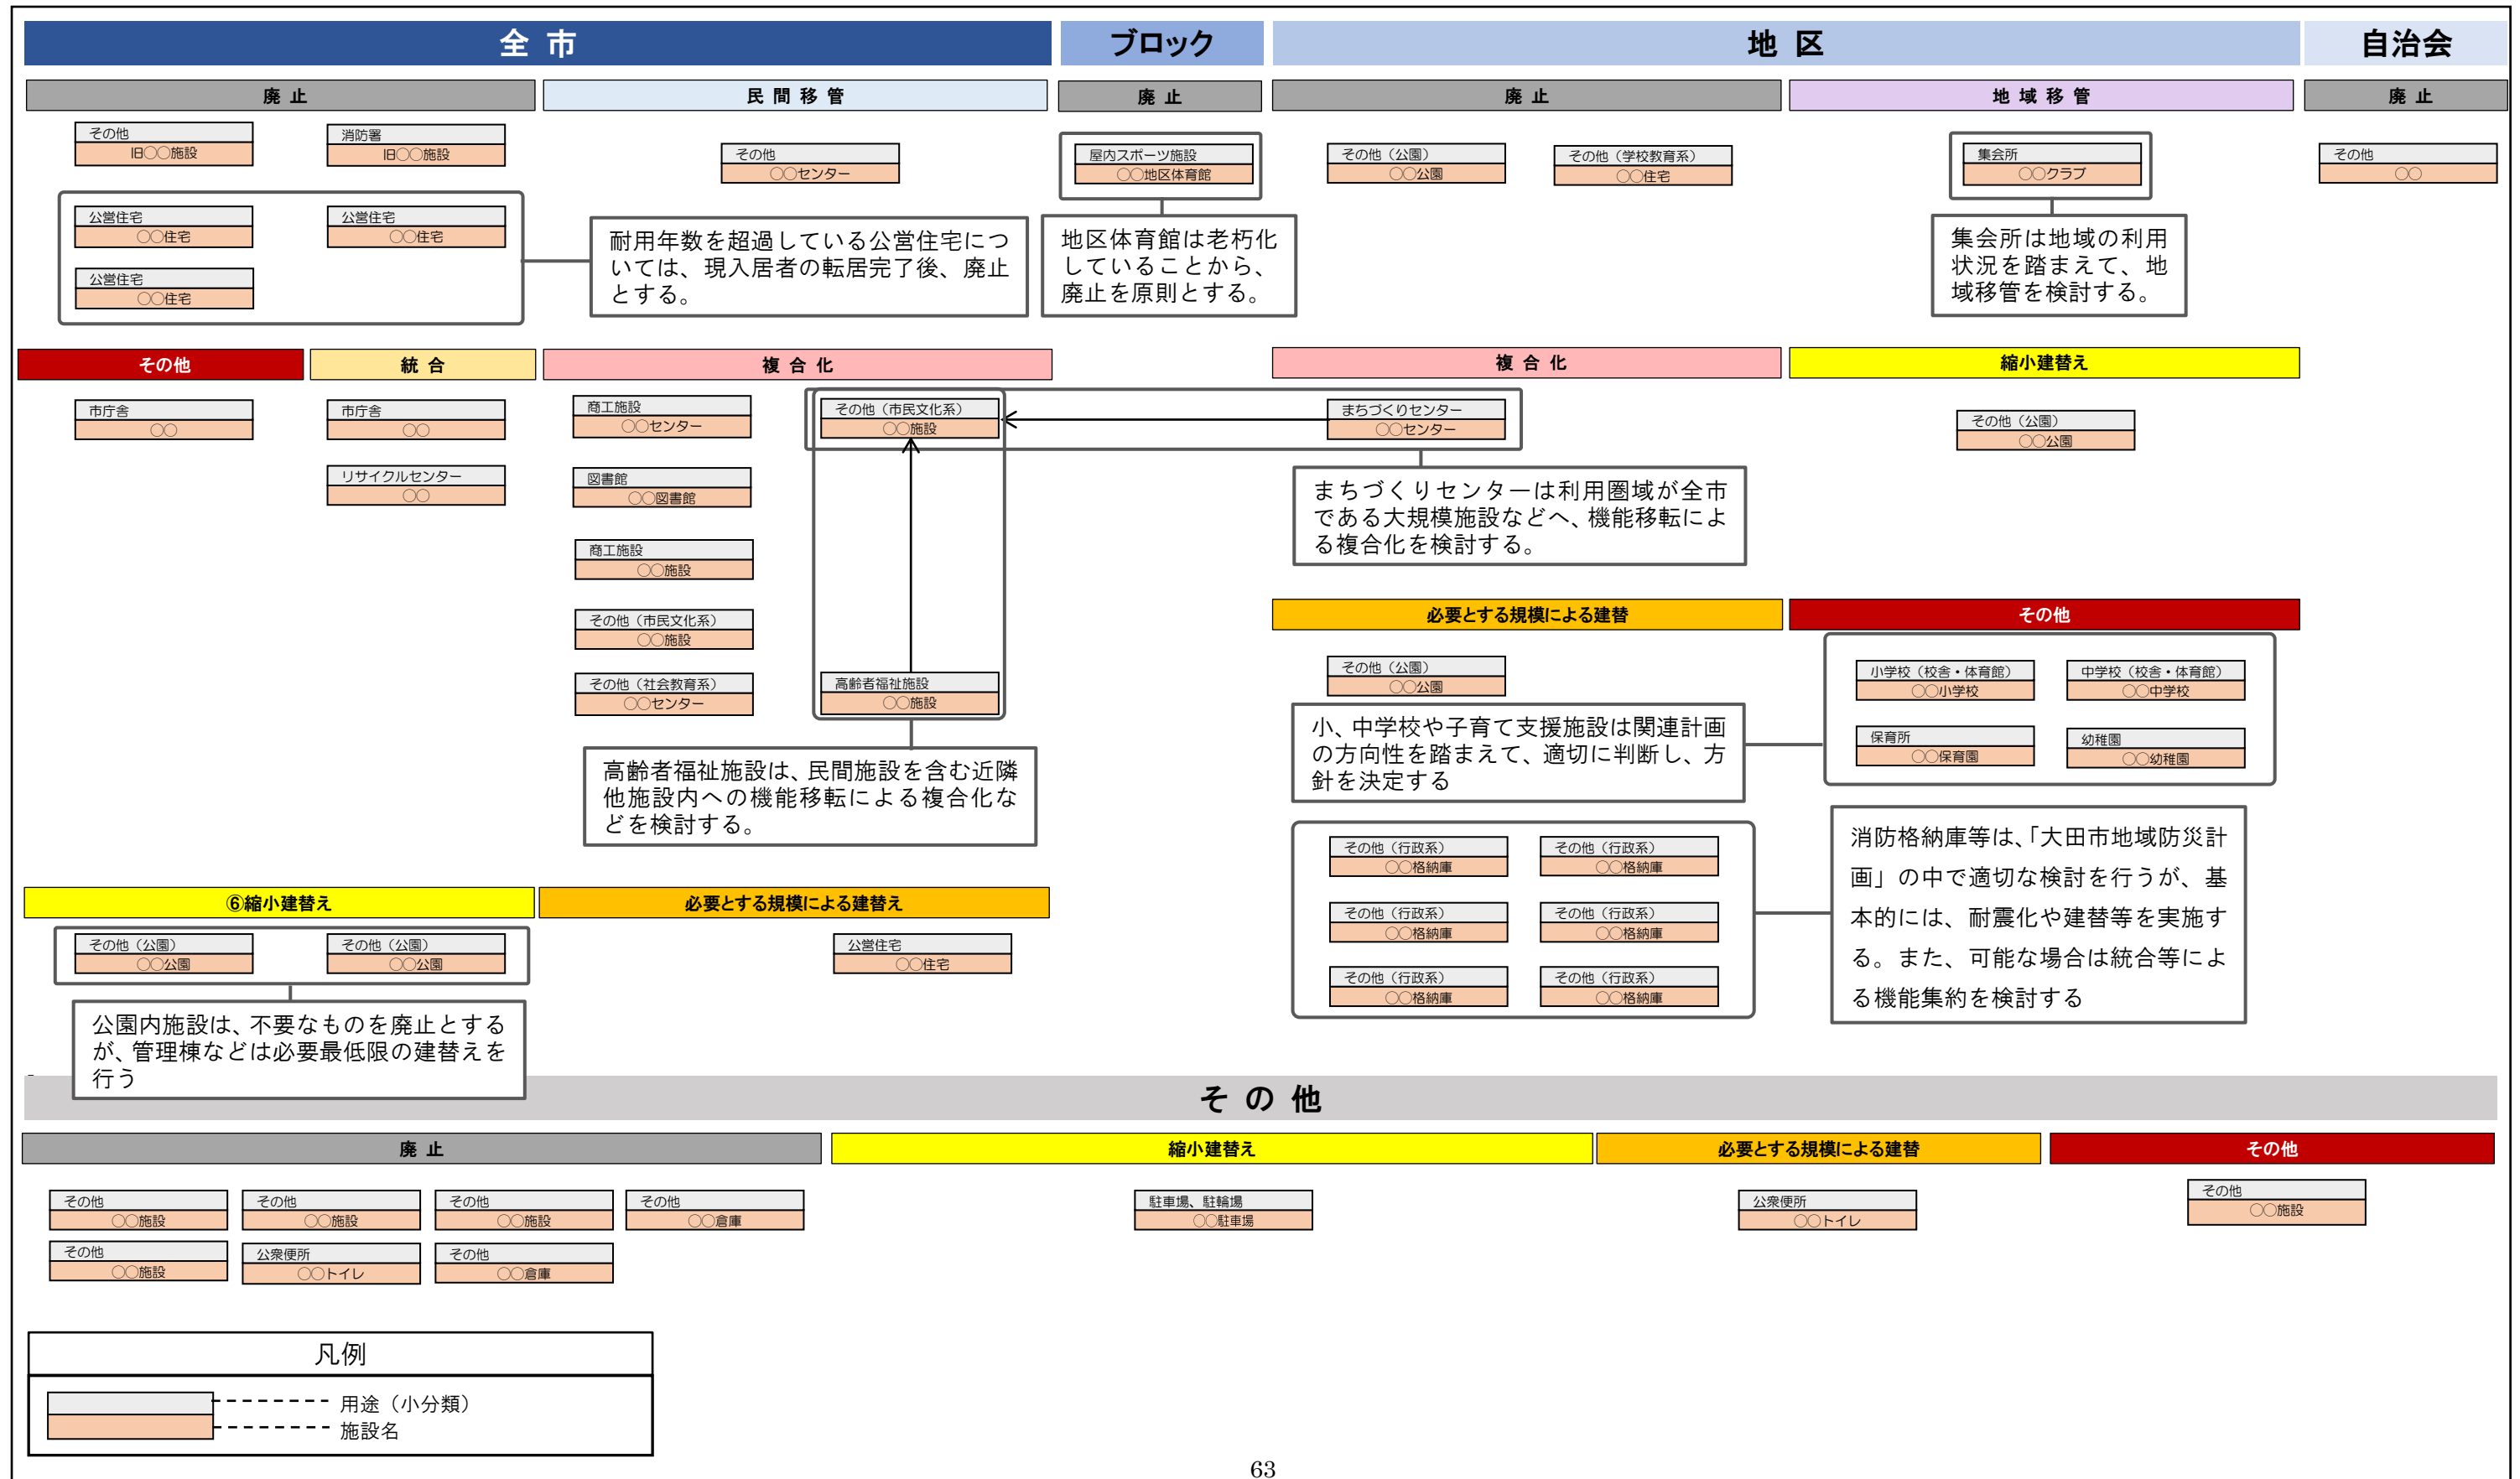 全 市
ブロック
地 区
自治会
廃 止
民 間 移 管
廃 止
廃 止
地 域 移 管
廃 止
その他
旧〇〇施設
消防署
旧〇〇施設
その他
〇〇センター
屋内スポーツ施設
〇〇地区体育館
その他（公園）
〇〇公園
その他（学校教育系）
〇〇住宅
集会所
〇〇クラブ
その他
〇〇
公営住宅
〇〇住宅
公営住宅
〇〇住宅
公営住宅
〇〇住宅
耐用年数を超過している公営住宅につ
いては、現入居者の転居完了後、廃止
とする。
地区体育館は老朽化
していることから、
廃止を原則とする。
集会所は地域の利用
状況を踏まえて、地
域移管を検討する。
その他
統 合
複 合 化
複 合 化
縮小建替え
市庁舎
〇〇
市庁舎
〇〇
リサイクルセンター
〇〇
商工施設
〇〇センター
図書館
〇〇図書館
商工施設
〇〇施設
その他（市民文化系）
〇〇施設
その他（社会教育系）
〇〇センター
その他（市民文化系）
〇〇施設
高齢者福祉施設
〇〇施設
まちづくりセンター
〇〇センター
その他（公園）
〇〇公園
まちづくりセンターは利用圏域が全市
である大規模施設などへ、機能移転によ
る複合化を検討する。
高齢者福祉施設は、民間施設を含む近隣
他施設内への機能移転による複合化な
どを検討する。
必要とする規模による建替
その他
その他（公園）
〇〇公園
小、中学校や子育て支援施設は関連計画
の方向性を踏まえて、適切に判断し、方
針を決定する
小学校（校舎・体育館）
〇〇小学校
中学校（校舎・体育館）
〇〇中学校
保育所
〇〇保育園
幼稚園
〇〇幼稚園
その他（行政系）
〇〇格納庫
その他（行政系）
〇〇格納庫
その他（行政系）
〇〇格納庫
その他（行政系）
〇〇格納庫
その他（行政系）
〇〇格納庫
その他（行政系）
〇〇格納庫
消防格納庫等は、「大田市地域防災計
画」の中で適切な検討を行うが、基
本的には、耐震化や建替等を実施す
る。また、可能な場合は統合等によ
る機能集約を検討する
⑥縮小建替え
必要とする規模による建替え
その他（公園）
〇〇公園
その他（公園）
〇〇公園
公営住宅
〇〇住宅
公園内施設は、不要なものを廃止とする
が、管理棟などは必要最低限の建替えを
行う
そ の 他
廃 止
縮小建替え
必要とする規模による建替
その他
その他
〇〇施設
その他
〇〇施設
その他
〇〇施設
その他
〇〇倉庫
その他
〇〇施設
公衆便所
〇〇トイレ
その他
〇〇倉庫
駐車場、駐輪場
〇〇駐車場
公衆便所
〇〇トイレ
その他
〇〇施設
凡例
用途（小分類）
施設名
63